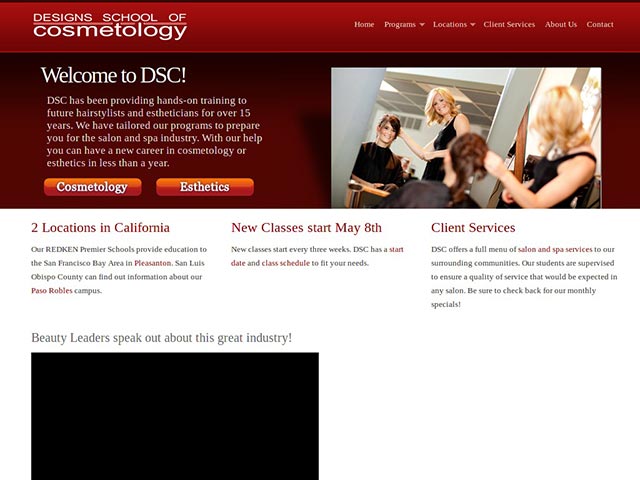 DESIGNS SCHOOL OF
cosmetology
Home Programs Locations Client Services About Us Contact
Welcome to DSC!
DSC has been providing hands-on training to
future hairstylists and estheticians for over 15
years. We have tailored our programs to prepare
you for the salon and spa industry. With our help
you can have a new career in cosmetology or
esthetics in less than a year.
Cosmetology Esthetics
2 Locations in California
Our REDKEN Premier Schools provide education to
the San Francisco Bay Area in Pleasanton. San Luis
Obispo County can find out information about our
Paso Robles campus.
New Classes start May 8th
New classes start every three weeks. DSC has a start
date and class schedule to fit your needs.
Client Services
DSC offers a full menu of salon and spa services to our
surrounding communities. Our students are supervised
to ensure a quality of service that would be expected in
any salon. Be sure to check back for our monthly
specials!
Beauty Leaders speak out about this great industry!